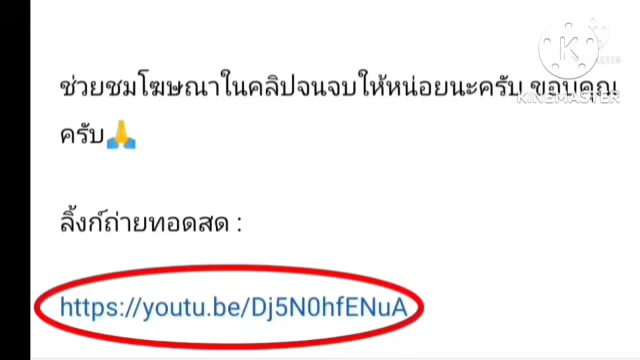 ช่วยชมโฆษณาในคลิปจนจบให้หน่อยนะครับ ขอบคุณ
ครับ🙏
ลิ้งก์ถ่ายทอดสด :
https://youtu.be/Dj5N0hfENuA
K
KINEMASTER